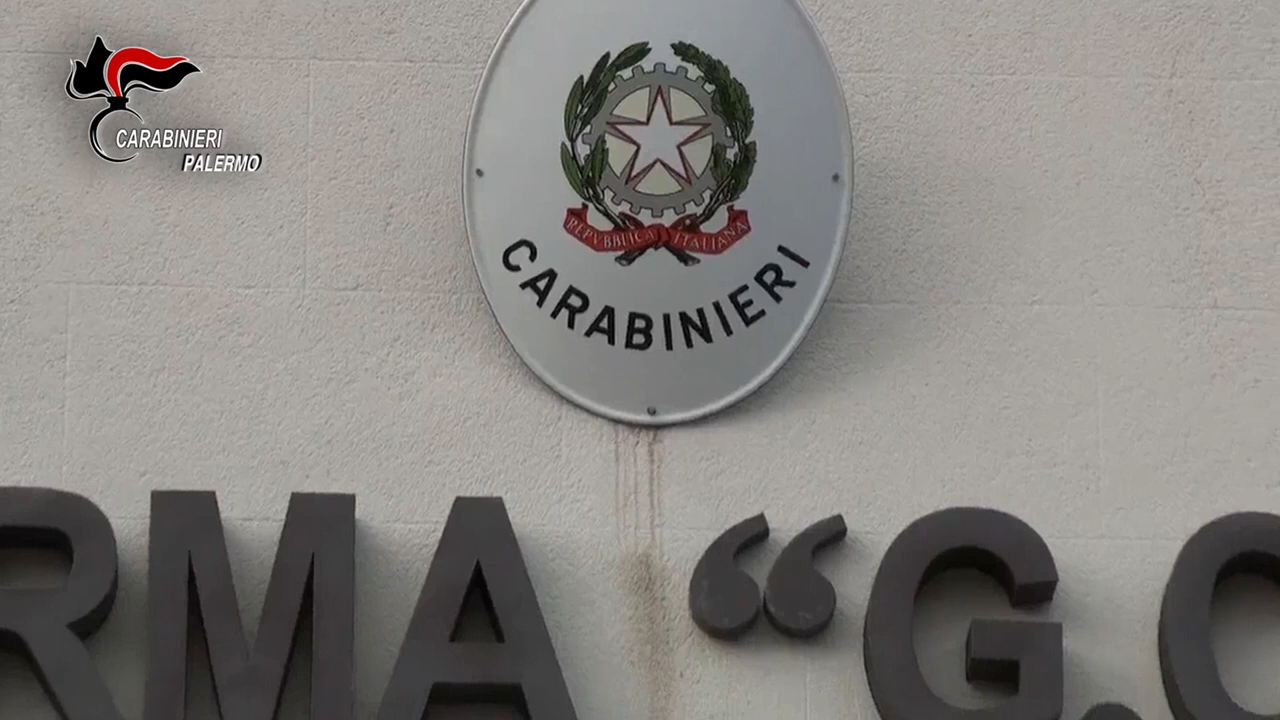 CARABINIERI
PALERMO
REPVBBLICA ITALIANA
CARABINIERI
RMA “G.C